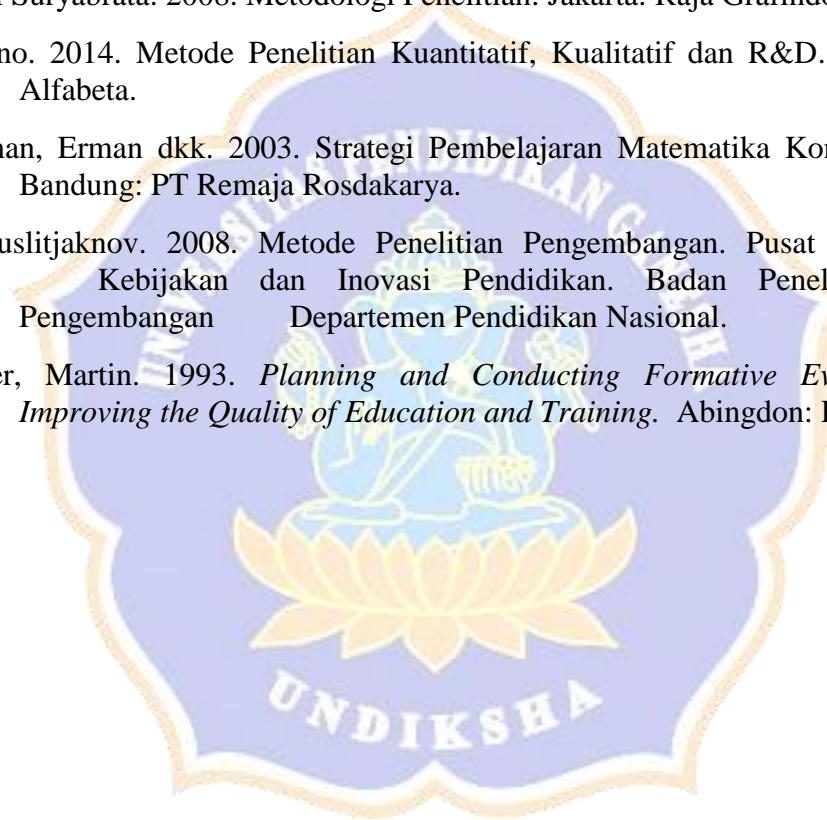 Suryabrata. 2008. Metodologi Penelitian. Jakarta: Raja Grafindo
no. 2014. Metode Penelitian Kuantitatif, Kualitatif dan R&D.
Alfabeta.
nan, Erman dkk. 2003. Strategi Pembelajaran Matematika Kon
Bandung: PT Remaja Rosdakarya.
uslitjaknov. 2008. Metode Penelitian Pengembangan. Pusat
Kebijakan dan Inovasi Pendidikan. Badan Penel
Pengembangan Departemen Pendidikan Nasional.
er, Martin. 1993. Planning and Conducting Formative Ev
Improving the Quality of Education and Training. Abingdon:
UNIVERSITAS PENDIDIKAN GANESHA
UNDIKSHA